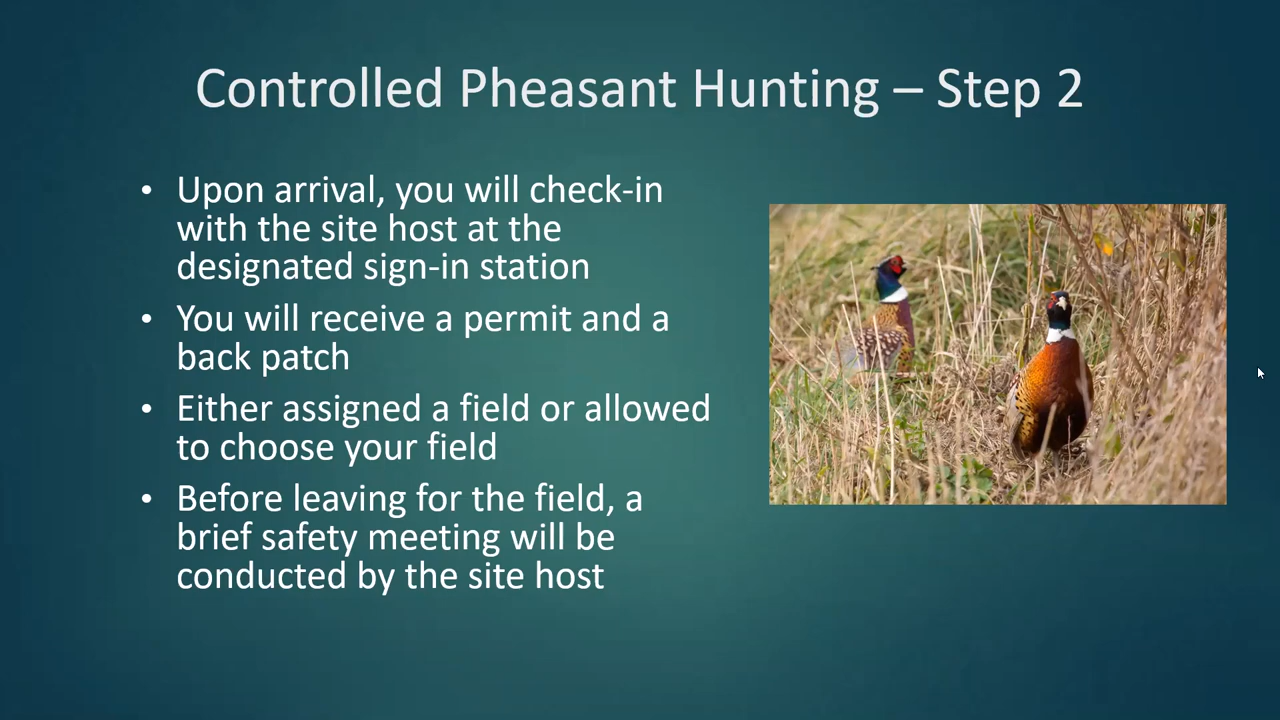 Controlled Pheasant Hunting – Step 2
• Upon arrival, you will check-in
with the site host at the
designated sign-in station
• You will receive a permit and a
back patch
• Either assigned a field or allowed
to choose your field
• Before leaving for the field, a
brief safety meeting will be
conducted by the site host